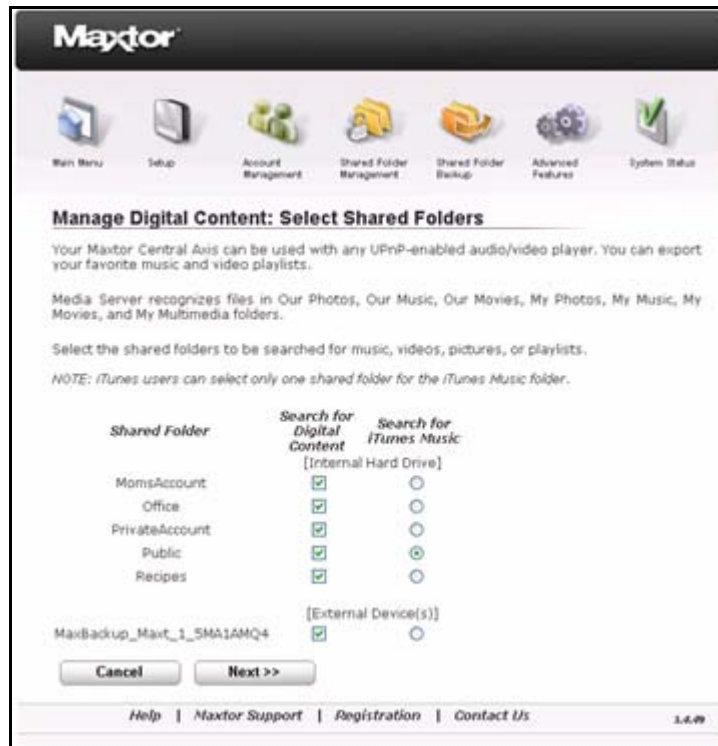 Maxtor
Main Menu
Setup
Account Management
Shared Folder Management
Shared Folder Backup
Advanced Features
System Status
Manage Digital Content: Select Shared Folders
Your Maxtor Central Axis can be used with any UPnP-enabled audio/video player. You can export
your favorite music and video playlists.
Media Server recognizes files in Our Photos, Our Music, Our Movies, My Photos, My Music, My
Movies, and My Multimedia folders.
Select the shared folders to be searched for music, videos, pictures, or playlists.
NOTE: iTunes users can select only one shared folder for the iTunes Music folder.
Shared Folder
Search for Digital Content
Search for iTunes Music
[Internal Hard Drive]
MomsAccount
Office
PrivateAccount
Public
Recipes
[External Device(s)]
MaxBackup_Maxt_1_5MA1AMQ4
Cancel
Next >>
Help | Maxtor Support | Registration | Contact Us
1.4.49